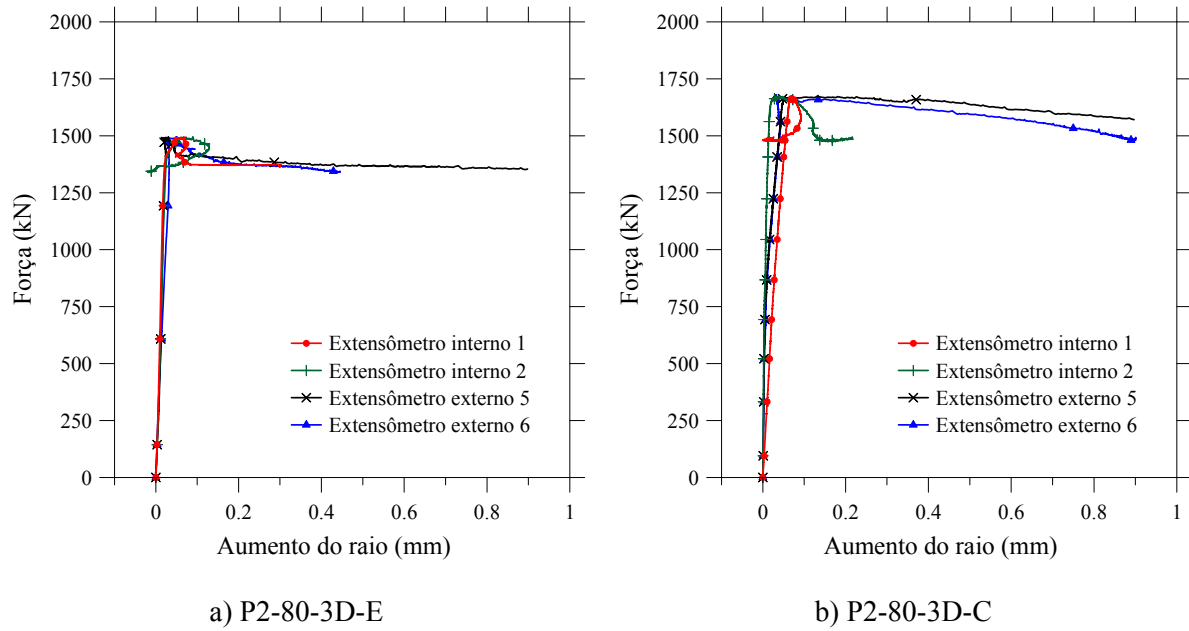 2000
1750
1500
1250
1000
750
500
250
0
Força (kN)
0 0.2 0.4 0.6 0.8 1
Aumento do raio (mm)
Extensômetro interno 1
Extensômetro interno 2
Extensômetro externo 5
Extensômetro externo 6
a) P2-80-3D-E
2000
1750
1500
1250
1000
750
500
250
0
Força (kN)
0 0.2 0.4 0.6 0.8 1
Aumento do raio (mm)
Extensômetro interno 1
Extensômetro interno 2
Extensômetro externo 5
Extensômetro externo 6
b) P2-80-3D-C